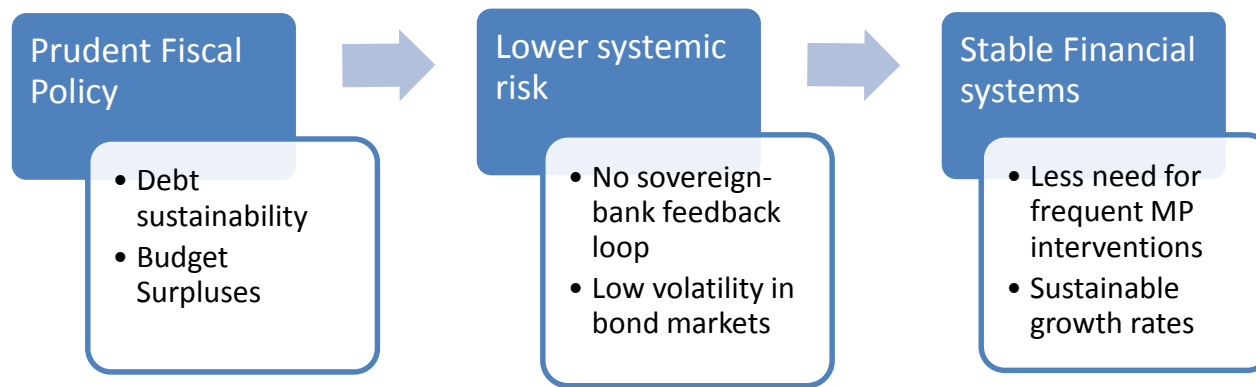 Prudent Fiscal
Policy
• Debt
sustainability
• Budget
Surpluses
Lower systemic
risk
• No sovereign-
bank feedback
loop
• Low volatility in
bond markets
Stable Financial
systems
• Less need for
frequent MP
interventions
• Sustainable
growth rates